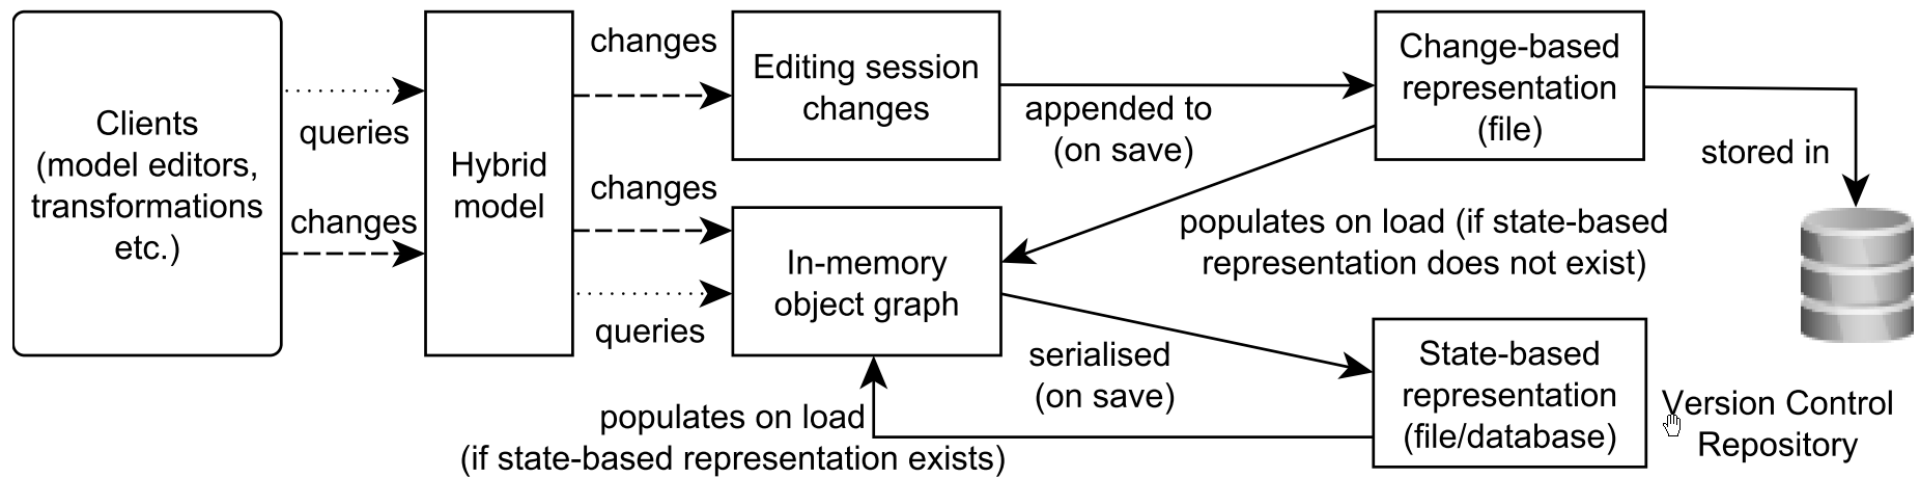 Clients
(model editors,
transformations
etc.)
queries
changes
Hybrid
model
changes
changes
queries
Editing session
changes
In-memory
object graph
appended to
(on save)
populates on load (if state-based
representation does not exist)
serialised
(on save)
populates on load
(if state-based representation exists)
Change-based
representation
(file)
State-based
representation
(file/database)
stored in
Version Control
Repository